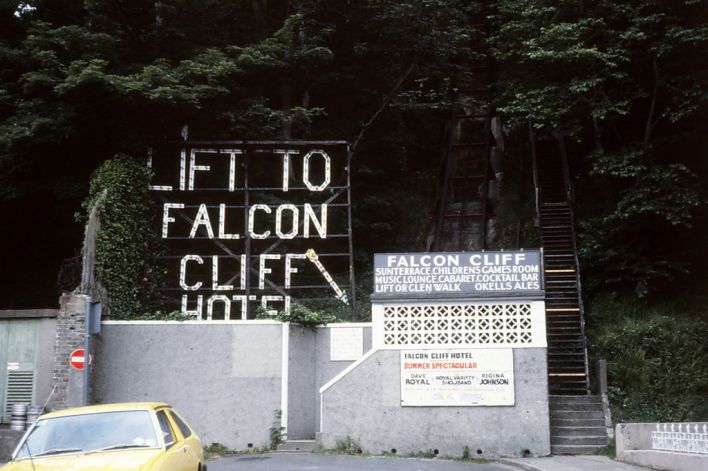 LIFT TO
FALCON
CLIFF
HOTEL
FALCON CLIFF
SUNTERRACE.CHILDRENS GAMES ROOM
MUSIC LOUNGE.CABARET.COCKTAIL BAR
LIFT OR GLEN WALK OKELLS ALES
FALCON CLIFF HOTEL
SUMMER SPECTACULAR
DAVE ROYAL
ROYAL VARIETY SHOWBAND
REGINA JOHNSON